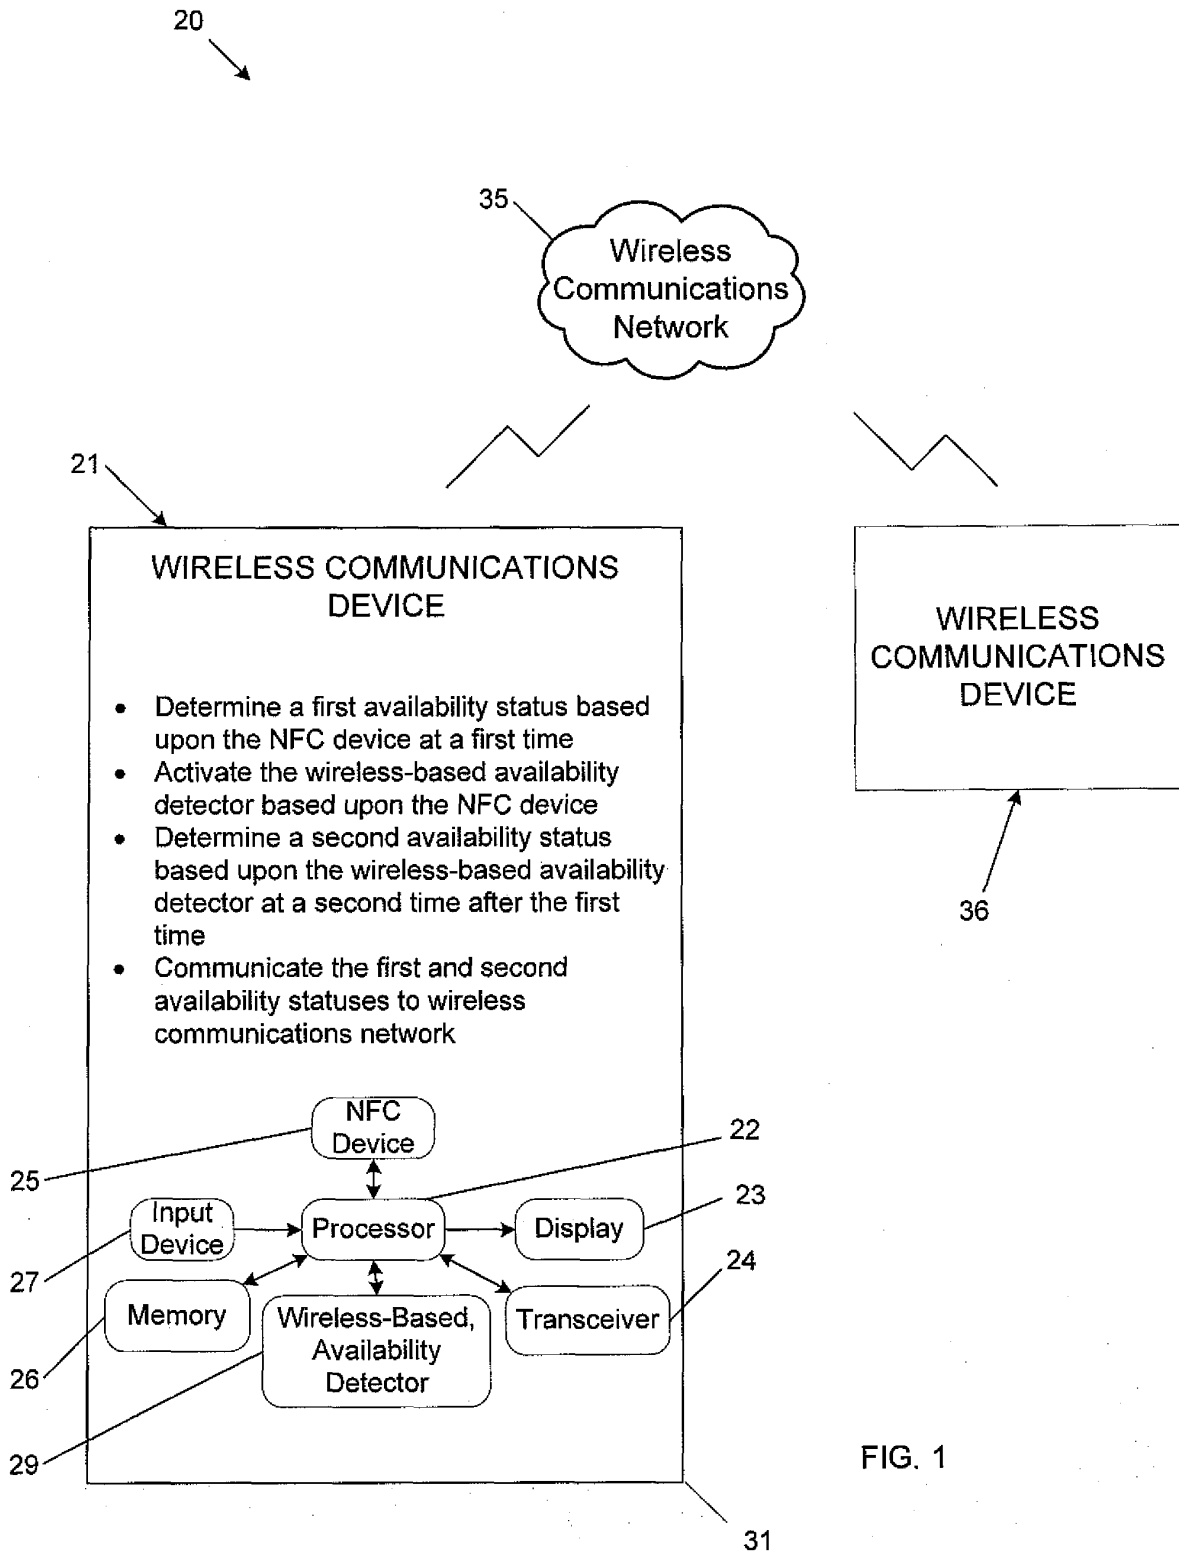 20
35
Wireless
Communications
Network
21
WIRELESS COMMUNICATIONS
DEVICE
• Determine a first availability status based
upon the NFC device at a first time
• Activate the wireless-based availability
detector based upon the NFC device
• Determine a second availability status
based upon the wireless-based availability
detector at a second time after the first
time
• Communicate the first and second
availability statuses to wireless
communications network
WIRELESS
COMMUNICATIONS
DEVICE
36
NFC
Device
22
25
23
Input
Device
Processor
Display
27
24
Memory
Wireless-Based,
Availability
Detector
Transceiver
26
29
FIG. 1
31